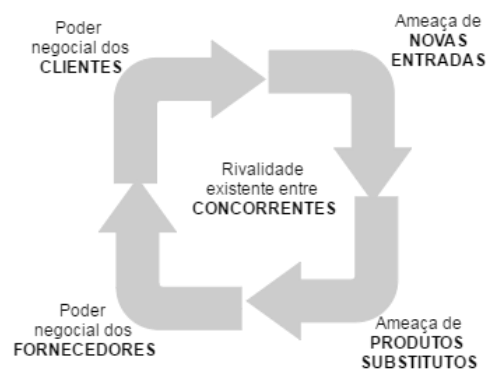 Poder
negocial dos
CLIENTES
Ameaça de
NOVAS
ENTRADAS
Rivalidade
existente entre
CONCORRENTES
Poder
negocial dos
FORNECEDORES
Ameaça de
PRODUTOS
SUBSTITUTOS